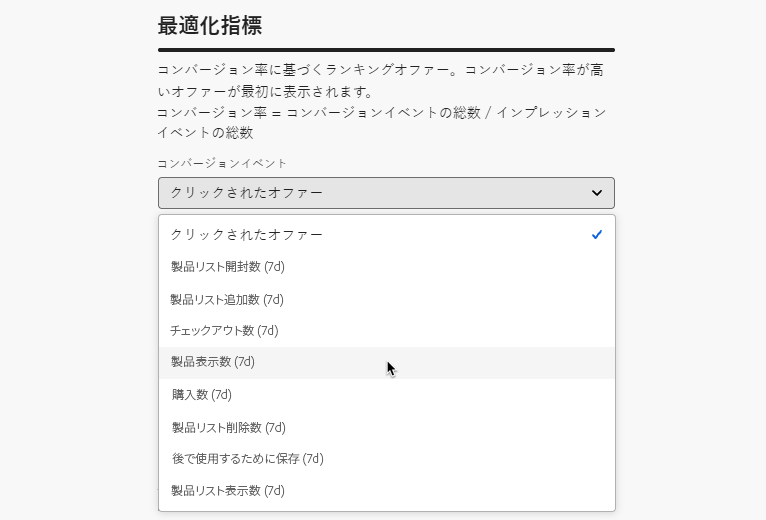 最適化指標
コンバージョン率に基づくランキングオファー。コンバージョン率が高
いオファーが最初に表示されます。
コンバージョン率 = コンバージョンイベントの総数 / インプレッション
イベントの総数
コンバージョンイベント
クリックされたオファー
クリックされたオファー
製品リスト開封数 (7d)
製品リスト追加数 (7d)
チェックアウト数 (7d)
製品表示数 (7d)
購入数 (7d)
製品リスト削除数 (7d)
後で使用するために保存 (7d)
製品リスト表示数 (7d)